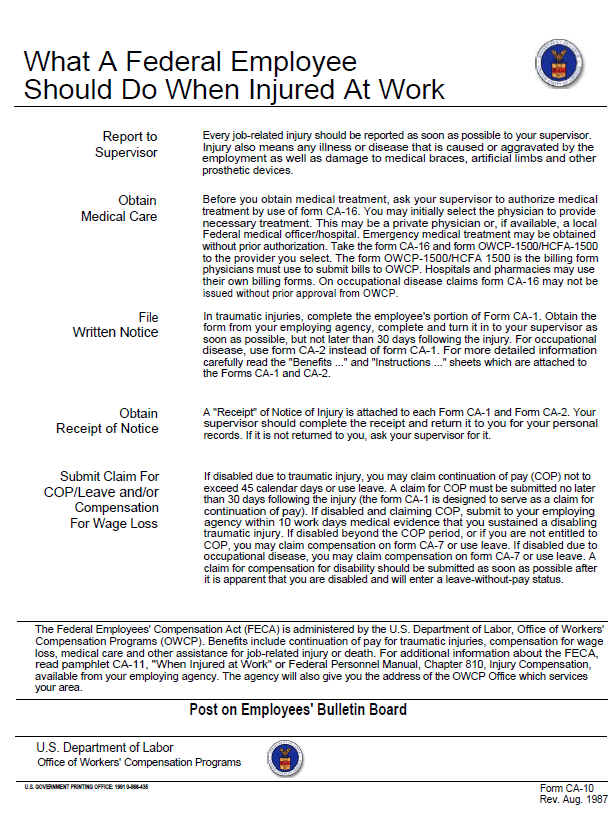 What A Federal Employee
Should Do When Injured At Work
Report to
Supervisor
Every job-related injury should be reported as soon as possible to your supervisor.
Injury also means any illness or disease that is caused or aggravated by the
employment as well as damage to medical braces, artificial limbs and other
prosthetic devices.
Obtain
Medical Care
Before you obtain medical treatment, ask your supervisor to authorize medical
treatment by use of form CA-16. You may initially select the physician to provide
necessary treatment. This may be a private physician or, if available, a local
Federal medical officer/hospital. Emergency medical treatment may be obtained
without prior authorization. Take the form CA-16 and form OWCP-1500/HCFA-1500
to the provider you select. The form OWCP-1500/HCFA 1500 is the billing form
physicians must use to submit bills to OWCP. Hospitals and pharmacies may use
their own billing forms. On occupational disease claims form CA-16 may not be
issued without prior approval from OWCP.
File
Written Notice
In traumatic injuries, complete the employee's portion of Form CA-1. Obtain the
form from your employing agency, complete and turn it in to your supervisor as
soon as possible, but not later than 30 days following the injury. For occupational
disease, use form CA-2 instead of form CA-1. For more detailed information
carefully read the "Benefits ..." and "Instructions ..." sheets which are attached to
the Forms CA-1 and CA-2.
Obtain
Receipt of Notice
A "Receipt" of Notice of Injury is attached to each Form CA-1 and Form CA-2. Your
supervisor should complete the receipt and return it to you for your personal
records. If it is not returned to you, ask your supervisor for it.
Submit Claim For
COP/Leave and/or
Compensation
For Wage Loss
If disabled due to traumatic injury, you may claim continuation of pay (COP) not to
exceed 45 calendar days or use leave. A claim for COP must be submitted no later
than 30 days following the injury (the form CA-1 is designed to serve as a claim for
continuation of pay). If disabled and claiming COP, submit to your employing
agency within 10 work days medical evidence that you sustained a disabling
traumatic injury. If disabled beyond the COP period, or if you are not entitled to
COP, you may claim compensation on form CA-7 or use leave. If disabled due to
occupational disease, you may claim compensation on form CA-7 or use leave. A
claim for compensation for disability should be submitted as soon as possible after
it is apparent that you are disabled and will enter a leave-without-pay status.
The Federal Employees' Compensation Act (FECA) is administered by the U.S. Department of Labor, Office of Workers'
Compensation Programs (OWCP). Benefits include continuation of pay for traumatic injuries, compensation for wage
loss, medical care and other assistance for job-related injury or death. For additional information about the FECA,
read pamphlet CA-11, "When Injured at Work" or Federal Personnel Manual, Chapter 810, Injury Compensation,
available from your employing agency. The agency will also give you the address of the OWCP Office which services
your area.
Post on Employees' Bulletin Board
U.S. Department of Labor
Office of Workers' Compensation Programs
U.S. GOVERNMENT PRINTING OFFICE: 1991 0-866-435
Form CA-10
Rev. Aug. 1987